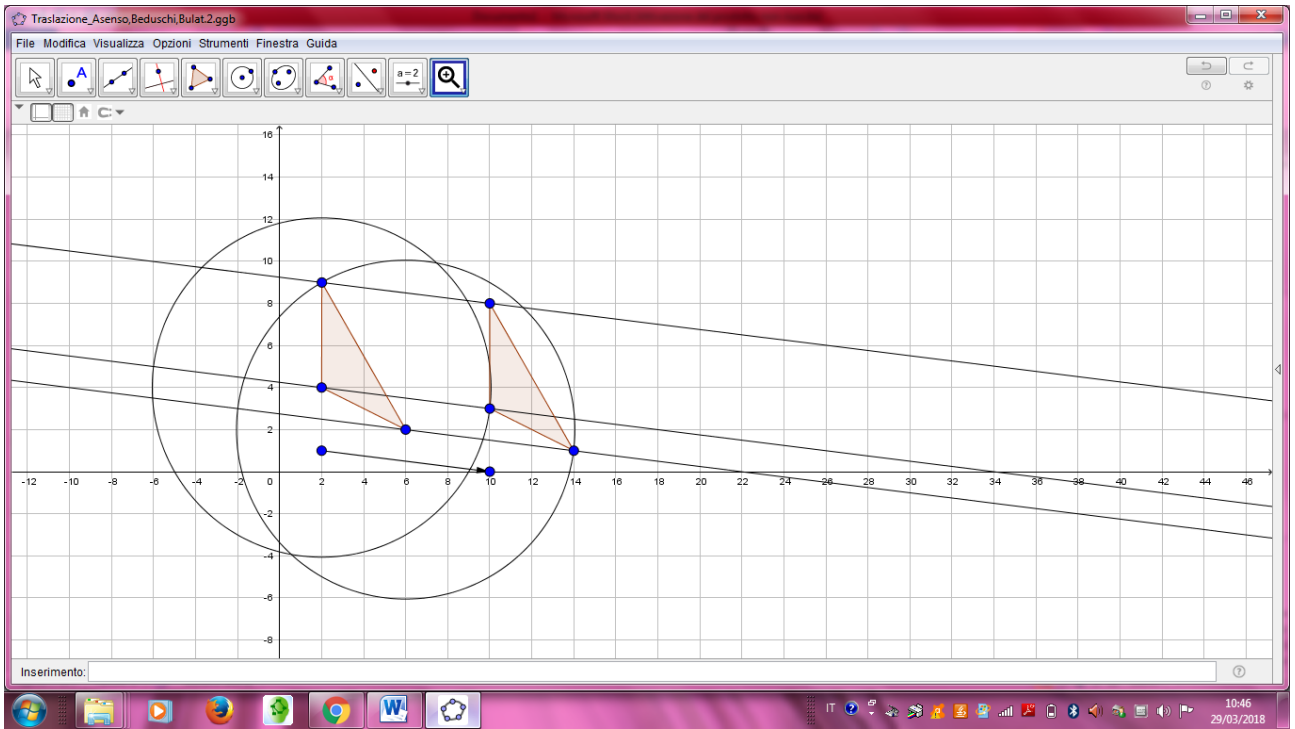 Traslazione_Asenso,Beduschi,Bulat.2.ggb
File Modifica Visualizza Opzioni Strumenti Finestra Guida
A
α
a=2
16
14
12
10
8
6
4
2
0
-2
-4
-6
-8
-12 -10 -8 -6 -4 -2 2 4 6 8 10 12 14 16 18 20 22 24 26 28 30 32 34 36 38 40 42 44 46
Inserimento:
W
IT
10:46
29/03/2018